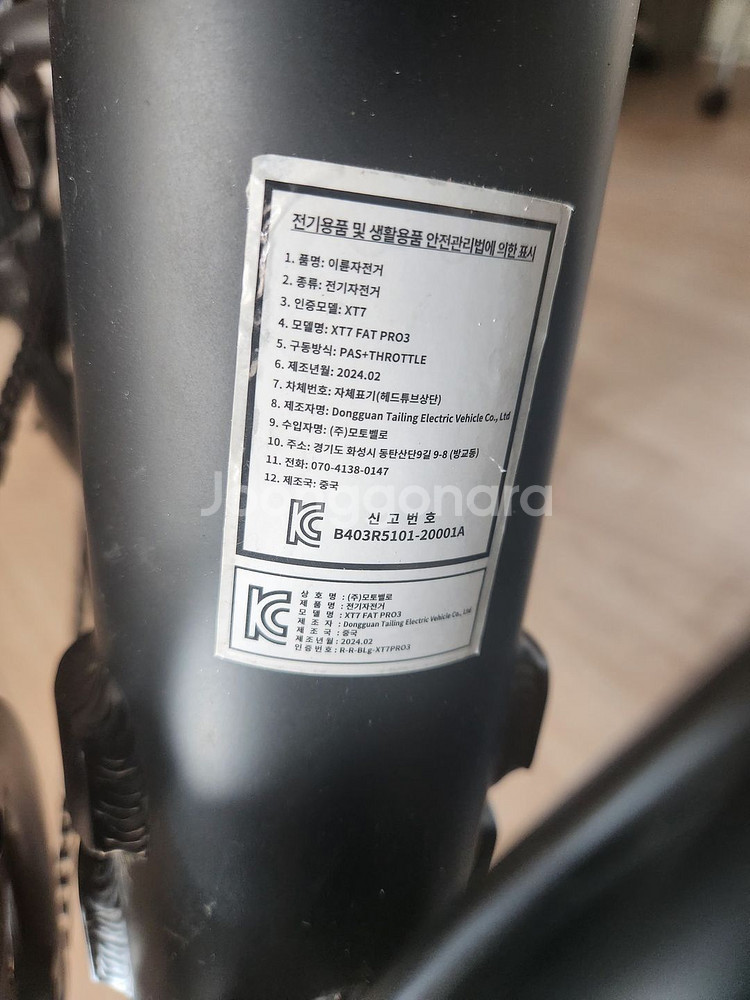 전기용품 및 생활용품 안전관리법에 의한 표시
1. 품명: 이륜자전거
2. 종류: 전기자전거
3. 인증모델: XT7
4. 모델명: XT7 FAT PRO3
5. 구동방식: PAS+THROTTLE
6. 제조년월: 2024.02
7. 차체번호: 자체표기(헤드튜브상단)
8. 제조자명: Dongguan Tailing Electric Vehicle Co., Ltd
9. 수입자명: (주)모토벨로
10. 주소: 경기도 화성시 동탄산단9길 9-8 (방교동)
11. 전화: 070-4138-0147
12. 제조국: 중국
Joonggonara
KC 신고번호
B403R5101-20001A
KC
상호명: (주)모토벨로
제품명: 전기자전거
모델명: XT7 FAT PRO3
제조자: Dongguan Tailing Electric Vehicle Co., Ltd
제조국: 중국
제조년월: 2024.02
인증번호: R-R-BLg-XT7PRO3